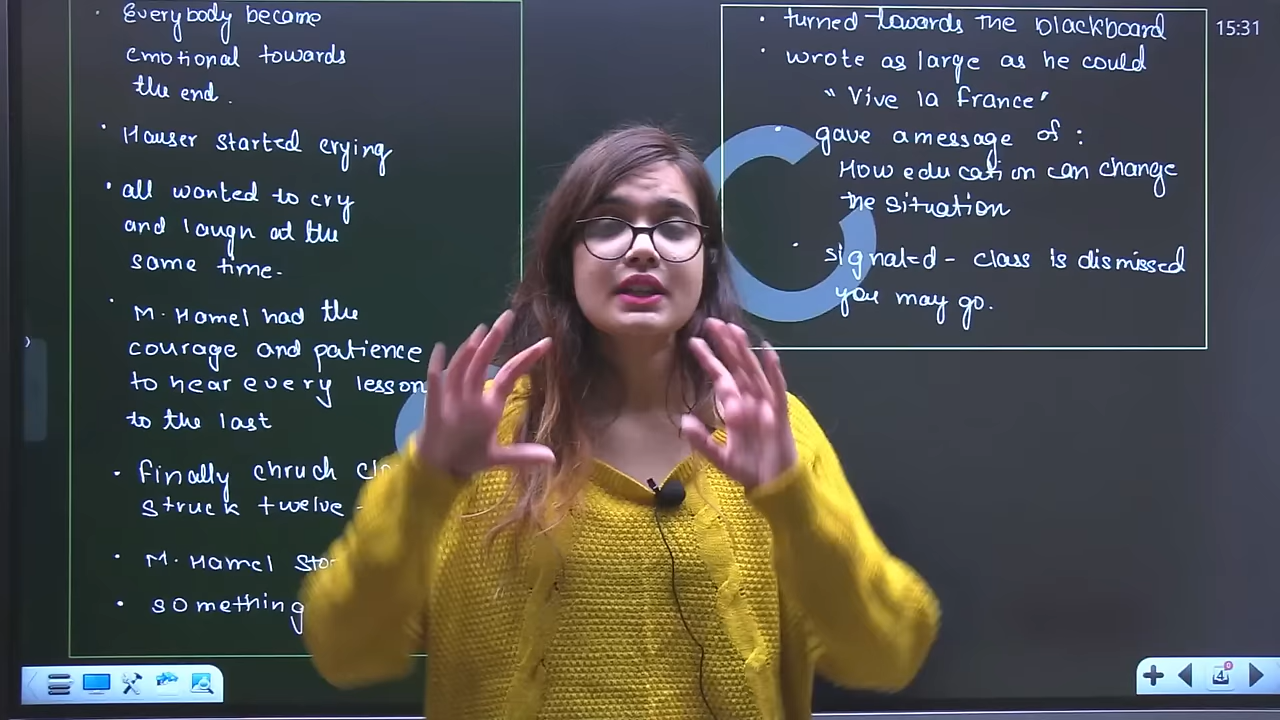 Everybody became
emotional towards
the end.
Hauser started crying
all wanted to cry
and laugh at the
same time.
M. Hamel had the
courage and patience
to hear every lesson
to the last
finally chruch
struck twelve
M. Hamel
something
turned towards the blackboard
wrote as large as he could
"Vive la france"
gave a message of :
How education can change
the situation
signaled - class is dismissed
you may go.
15:31